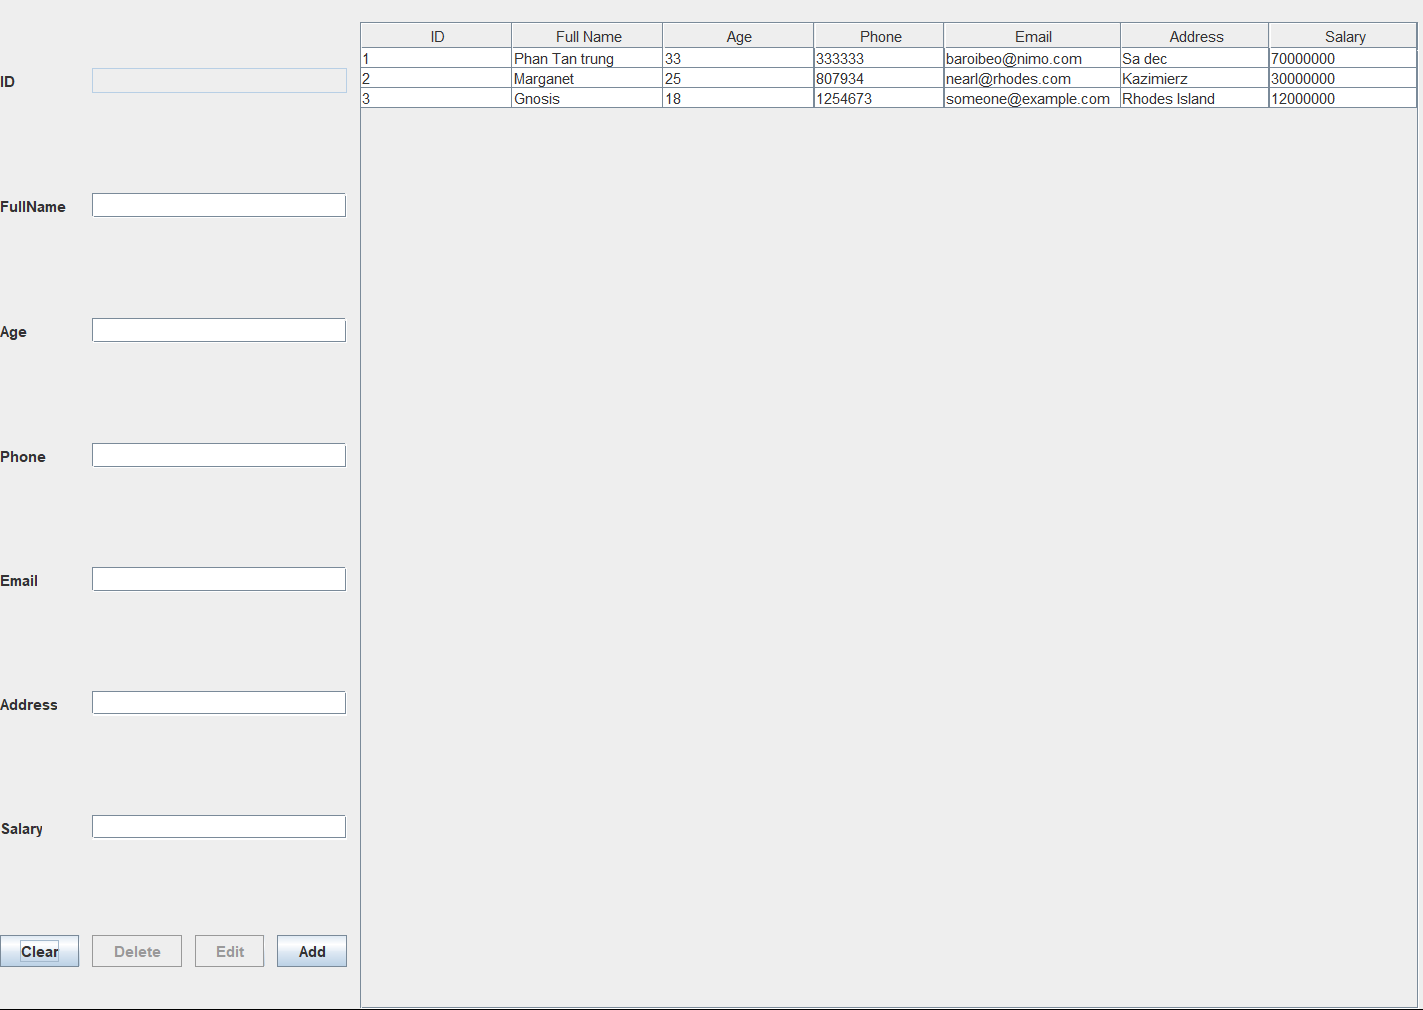 ID
FullName
Age
Phone
Email
Address
Salary
Clear Delete Edit Add
ID Full Name Age Phone Email Address Salary
1 Phan Tan trung 33 333333 baroibeo@nimo.com Sa dec 70000000
2 Marganet 25 807934 nearl@rhodes.com Kazimierz 30000000
3 Gnosis 18 1254673 someone@example.com Rhodes Island 12000000